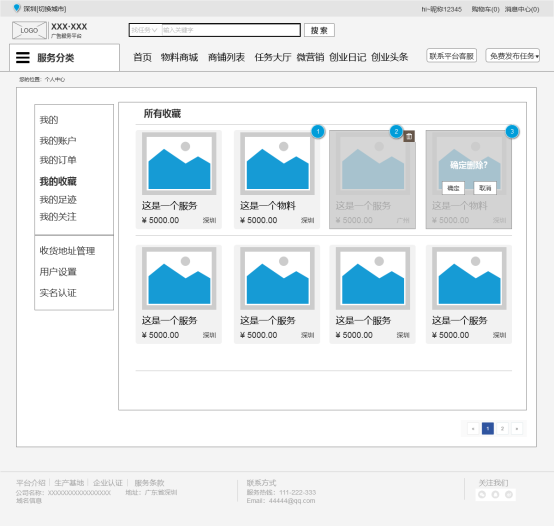 深圳[切换城市]
hi~昵称12345 购物车(0) 消息中心(0)
LOGO
XXX·XXX
广告服务平台
找任务 输入关键字
搜 索
服务分类
首页 物料商城 商铺列表 任务大厅 微营销 创业日记 创业头条
联系平台客服 免费发布任务
您的位置：个人中心
我的
我的账户
我的订单
我的收藏
我的足迹
我的关注
收货地址管理
用户设置
实名认证
所有收藏
1
2
3
确定删除？
确定 取消
这是一个服务 这是一个物料 这是一个服务 这是一个物料
¥ 5000.00 深圳 ¥ 5000.00 深圳 ¥ 5000.00 广州 ¥ 5000.00 深圳
这是一个服务 这是一个服务 这是一个服务 这是一个服务
¥ 5000.00 深圳 ¥ 5000.00 深圳 ¥ 5000.00 深圳 ¥ 5000.00 深圳
« 1 2 »
平台介绍 生产基地 企业认证 服务条款
公司名称：XXXXXXXXXXXXXXXXX 地址：广东省深圳
域名信息
联系方式
服务热线：111-222-333
Email：44444@qq.com
关注我们